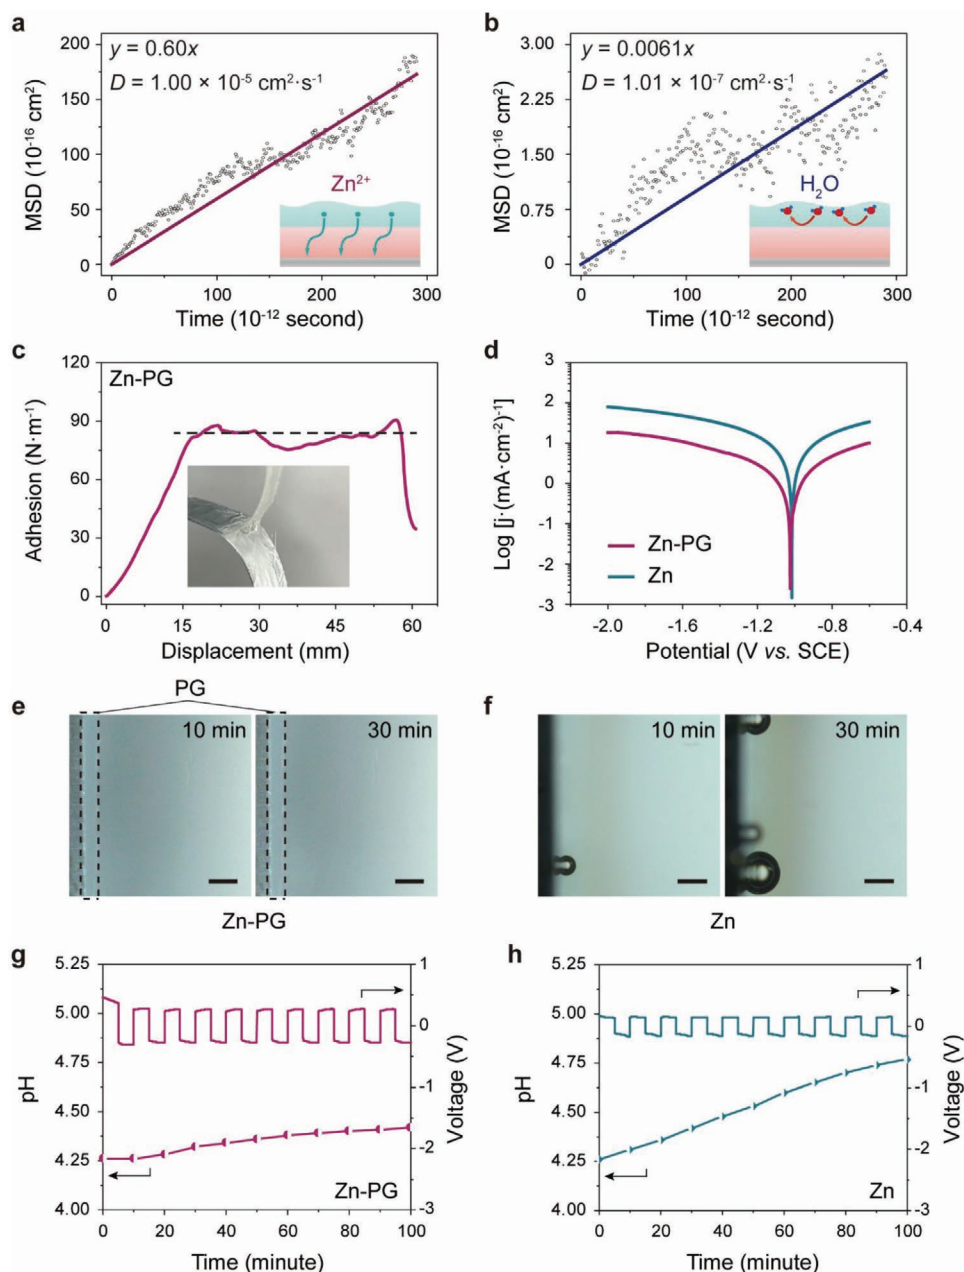 a
y = 0.60x
D = 1.00 × 10⁻⁵ cm²·s⁻¹
MSD (10⁻¹⁶ cm²)
200
150
100
50
0
Zn²⁺
0 100 200 300
Time (10⁻¹² second)
b
y = 0.0061x
D = 1.01 × 10⁻⁷ cm²·s⁻¹
MSD (10⁻¹⁶ cm²)
3.00
2.25
1.50
0.75
0
H₂O
0 100 200 300
Time (10⁻¹² second)
c
Zn-PG
Adhesion (N·m⁻¹)
120
90
60
30
0
0 15 30 45 60
Displacement (mm)
d
Log [j·(mA·cm⁻²)⁻¹]
3
2
1
0
-1
-2
-3
Zn-PG
Zn
-2.0 -1.6 -1.2 -0.8 -0.4
Potential (V vs. SCE)
e
PG
10 min
30 min
Zn-PG
f
10 min
30 min
Zn
g
pH
5.25
5.00
4.75
4.50
4.25
4.00
Voltage (V)
1
0
-1
-2
-3
Zn-PG
0 20 40 60 80 100
Time (minute)
h
pH
5.25
5.00
4.75
4.50
4.25
4.00
Voltage (V)
1
0
-1
-2
-3
Zn
0 20 40 60 80 100
Time (minute)